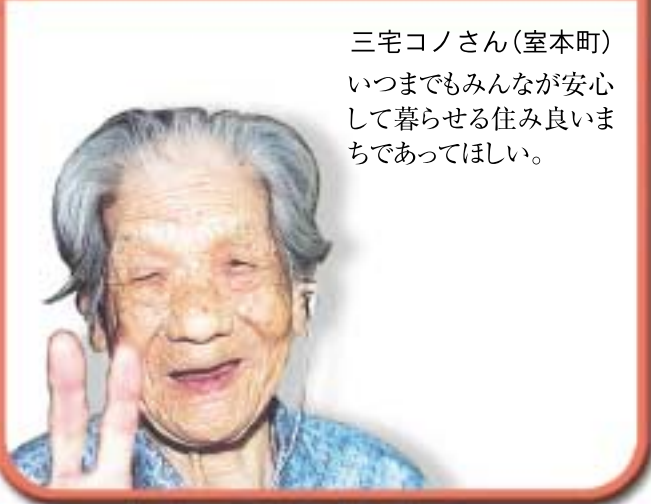 三宅コノさん（室本町）
いつまでもみんなが安心
して暮らせる住み良いま
ちであってほしい。